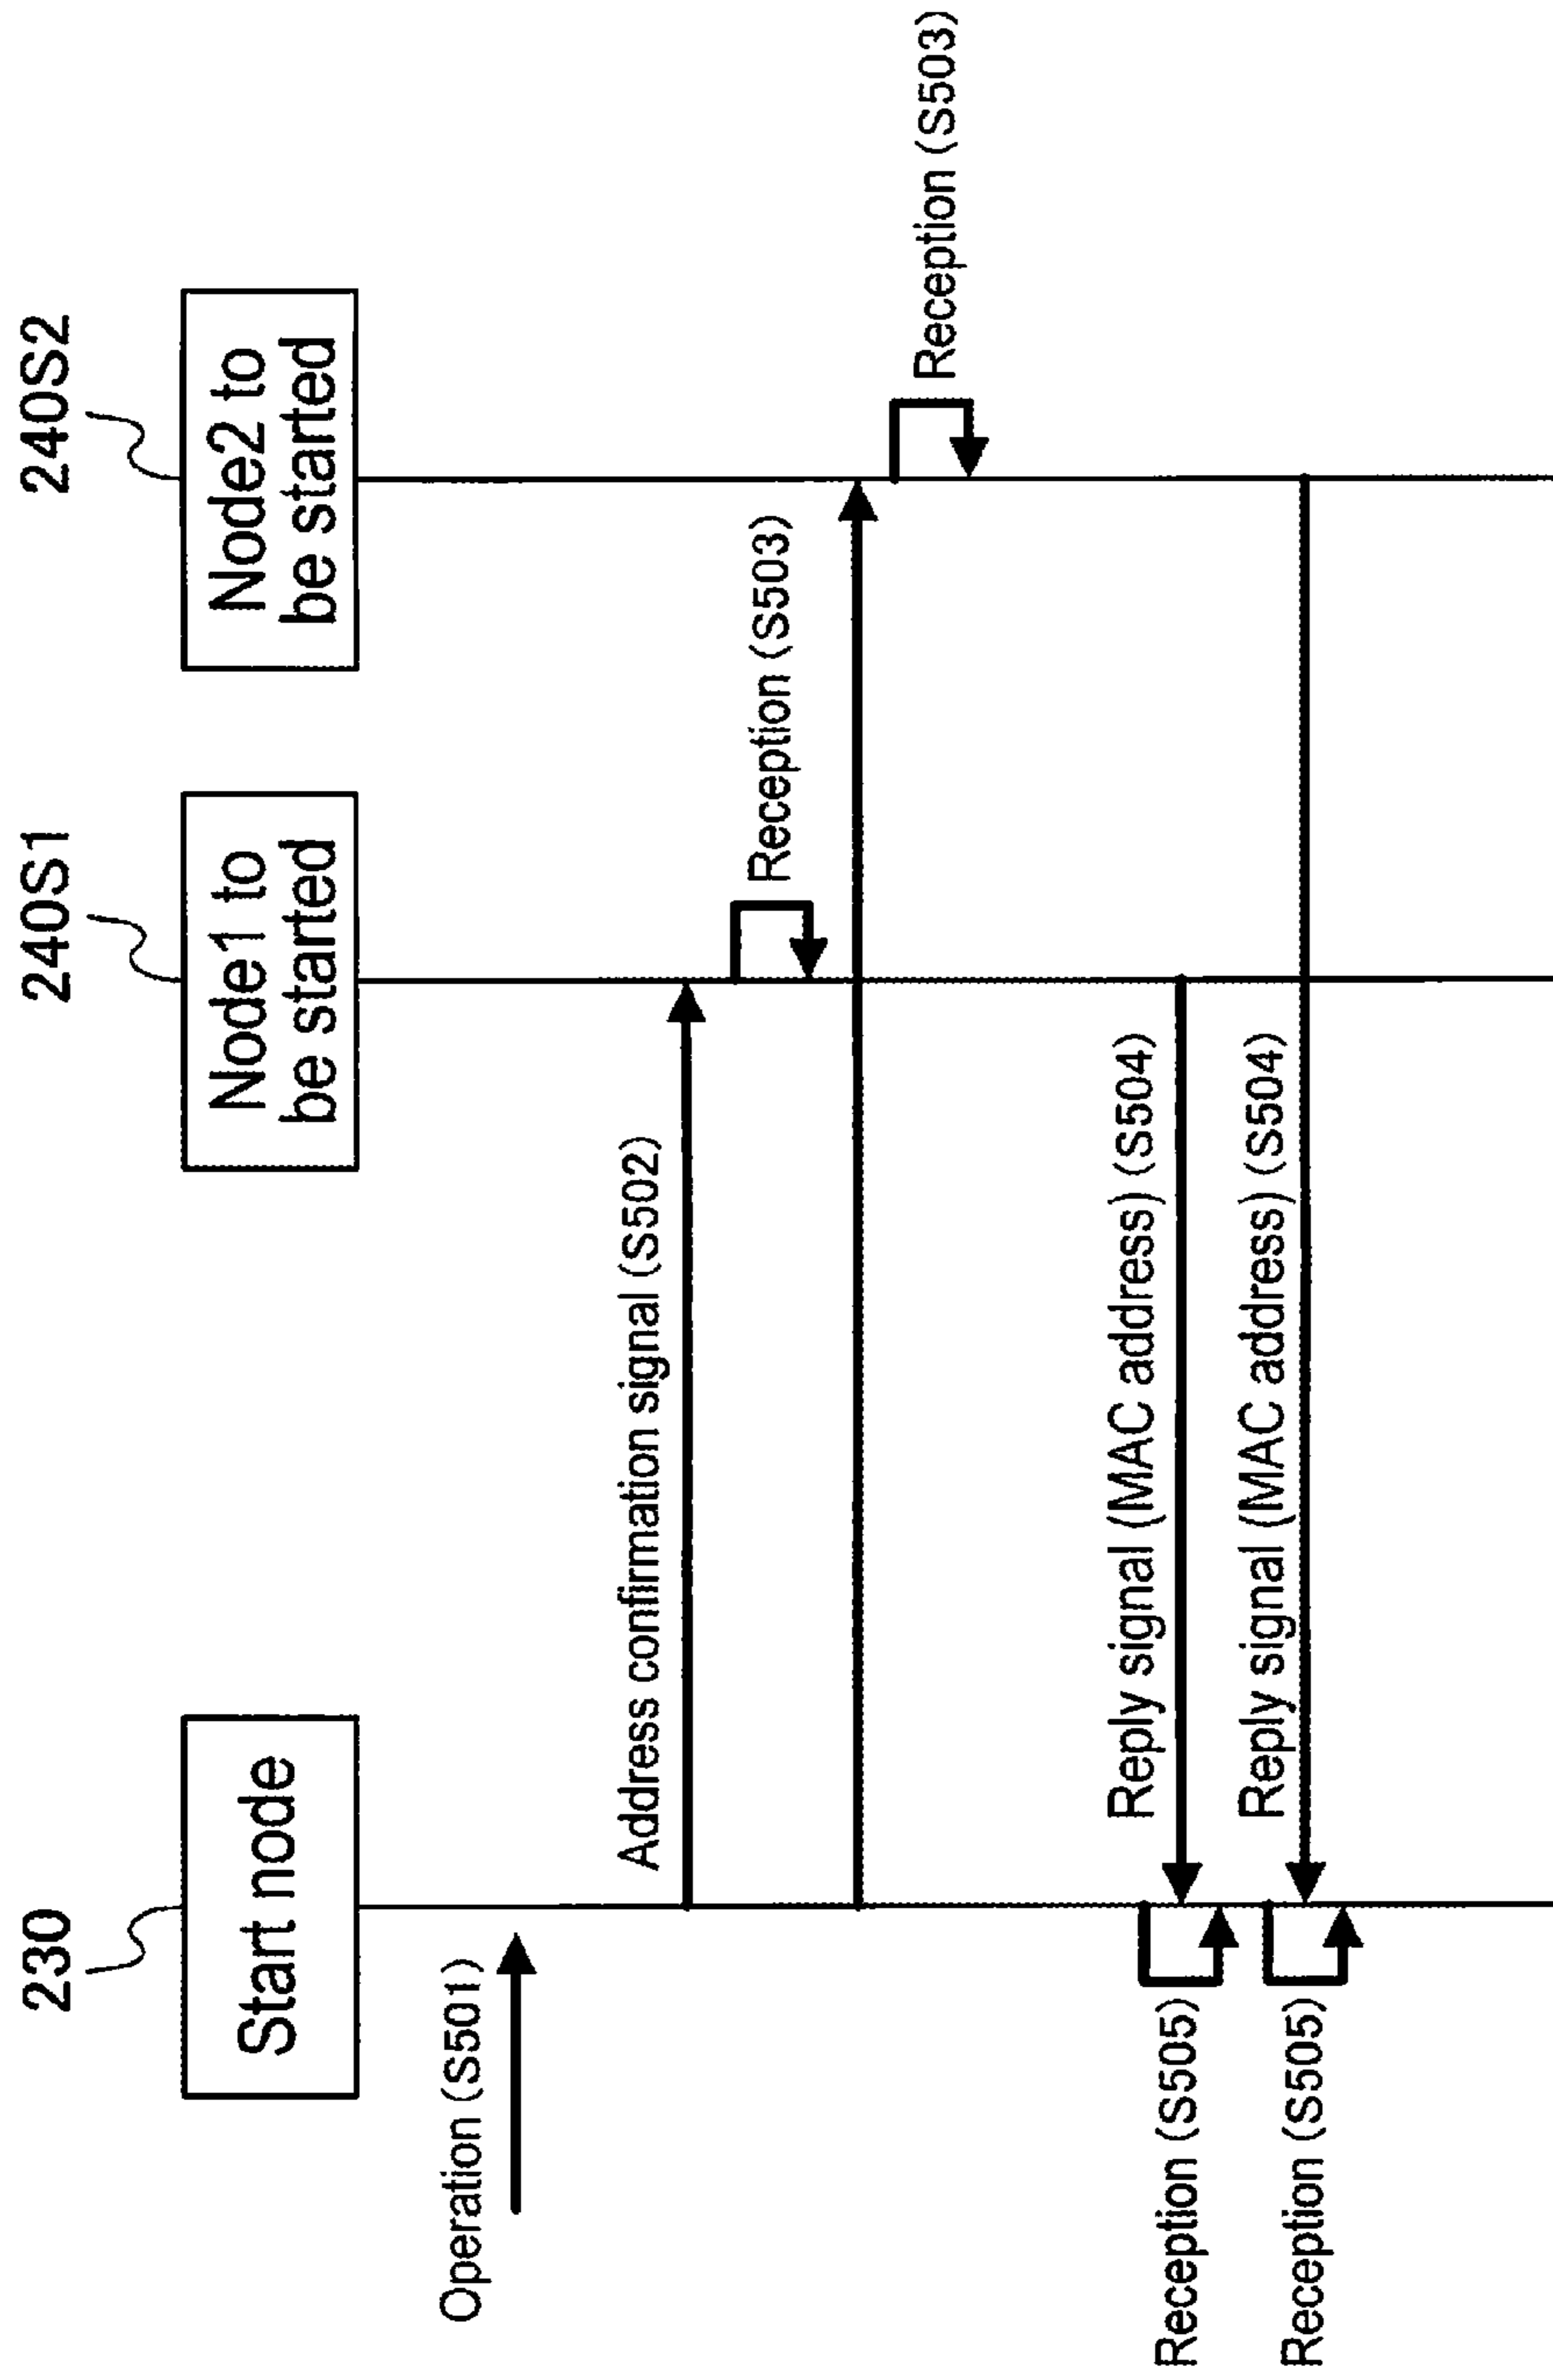 230
240S1
240S2
Start node
Node1 to
be started
Node2 to
be started
Operation (S501)
Address confirmation signal (S502)
Reception (S503)
Reception (S503)
Reply signal (MAC address) (S504)
Reception (S505)
Reply signal (MAC address) (S504)
Reception (S505)